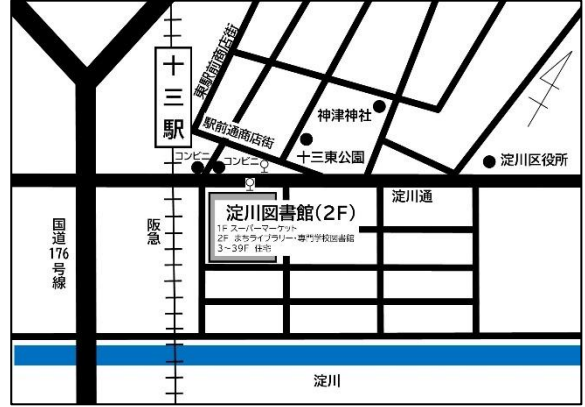 十三駅
東駅前商店街
駅前通商店街
神津神社
十三東公園
コンビニ
コンビニ
淀川区役所
淀川通
淀川図書館(2F)
1F スーパーマーケット
2F まちライブラリー・専門学校図書館
3～39F 住宅
国道176号線
阪急
淀川